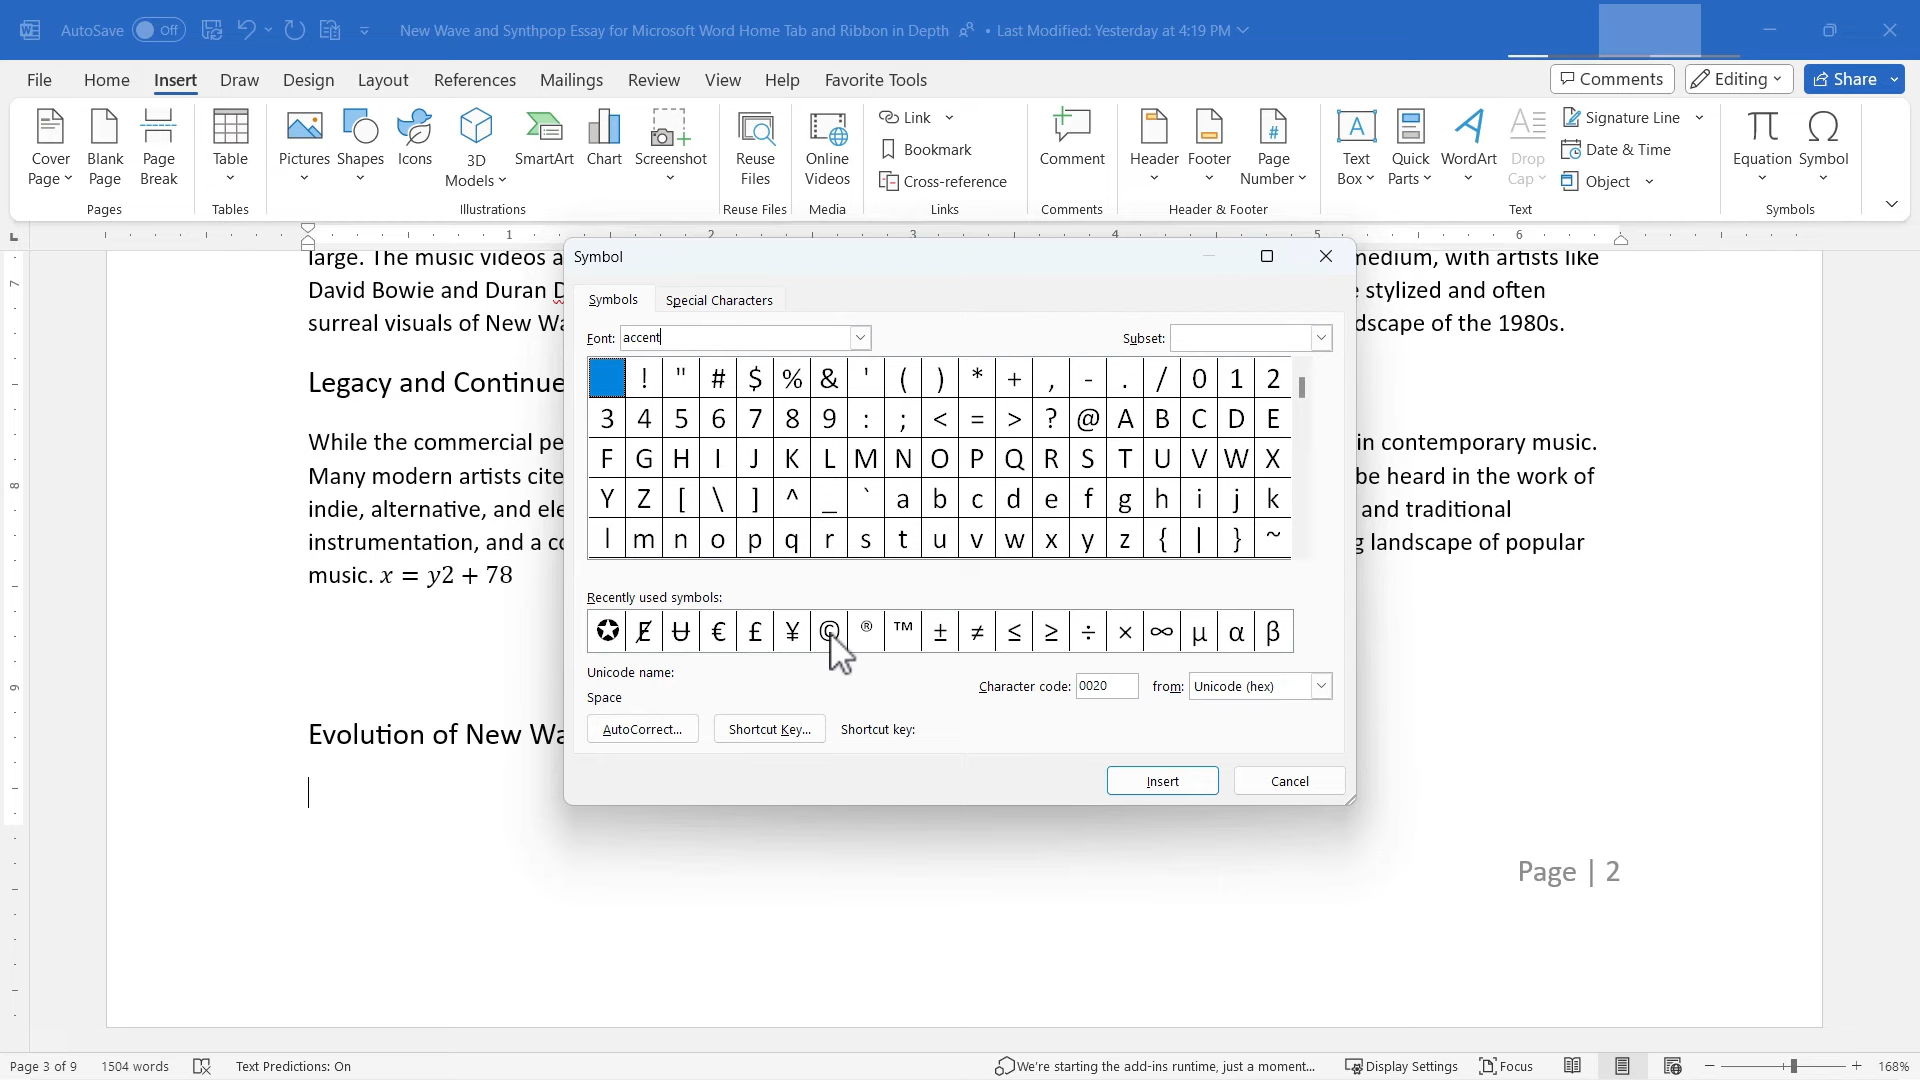 AutoSave Off New Wave and Synthpop Essay for Microsoft Word Home Tab and Ribbon in Depth • Last Modified: Yesterday at 4:19 PM
File Home Insert Draw Design Layout References Mailings Review View Help Favorite Tools Comments Editing Share
Cover Page Blank Page Page Break Table Pictures Shapes Icons 3D Models SmartArt Chart Screenshot Reuse Files Online Videos Link Bookmark Cross-reference Comment Header Footer Page Number Text Box Quick Parts WordArt Drop Cap Signature Line Date & Time Object Equation Symbol
Pages Tables Illustrations Reuse Files Media Links Comments Header & Footer Text Symbols
1 2 3 4 5 6
7
8
9
large. The music videos a
medium, with artists like
David Bowie and Duran D
stylized and often
surreal visuals of New Wa
dscape of the 1980s.
Legacy and Continue
While the commercial pe
in contemporary music.
Many modern artists cite
be heard in the work of
indie, alternative, and ele
and traditional
instrumentation, and a co
g landscape of popular
music. x = y2 + 78
Evolution of New Wa
Page | 2
Symbol
Symbols Special Characters
Font: accent Subset:
! " # $ % & ' ( ) * + , - . / 0 1 2
3 4 5 6 7 8 9 : ; < = > ? @ A B C D E
F G H I J K L M N O P Q R S T U V W X
Y Z [ \ ] ^ _ ` a b c d e f g h i j k
l m n o p q r s t u v w x y z { | } ~
Recently used symbols:
✪ Ɇ Ʉ € £ ¥ © ® ™ ± ≠ ≤ ≥ ÷ × ∞ µ α β
Unicode name:
Space
Character code: 0020 from: Unicode (hex)
AutoCorrect... Shortcut Key... Shortcut key:
Insert Cancel
Page 3 of 9 1504 words Text Predictions: On We're starting the add-ins runtime, just a moment... Display Settings Focus 168%